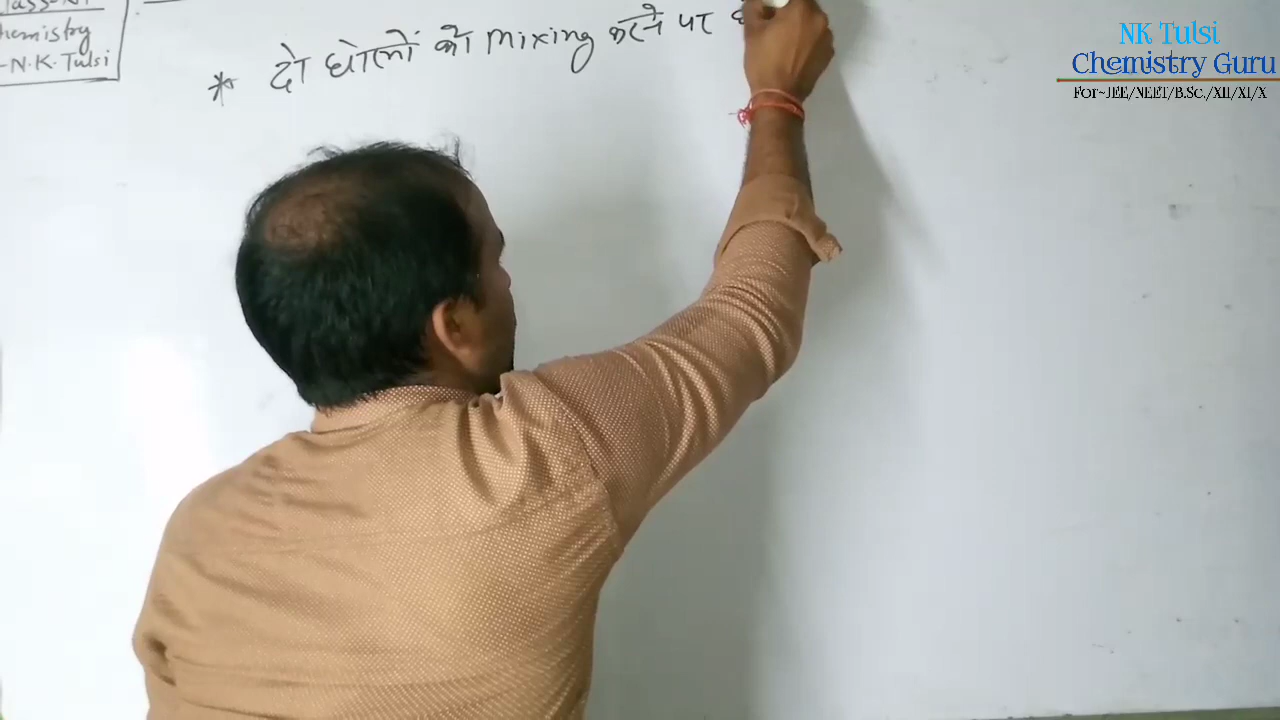 Chemistry
-N.K.Tulsi
* दो घोलों को mixing करने पर
NK Tulsi
Chemistry Guru
For~JEE/NEET/B.Sc./XII/XI/X